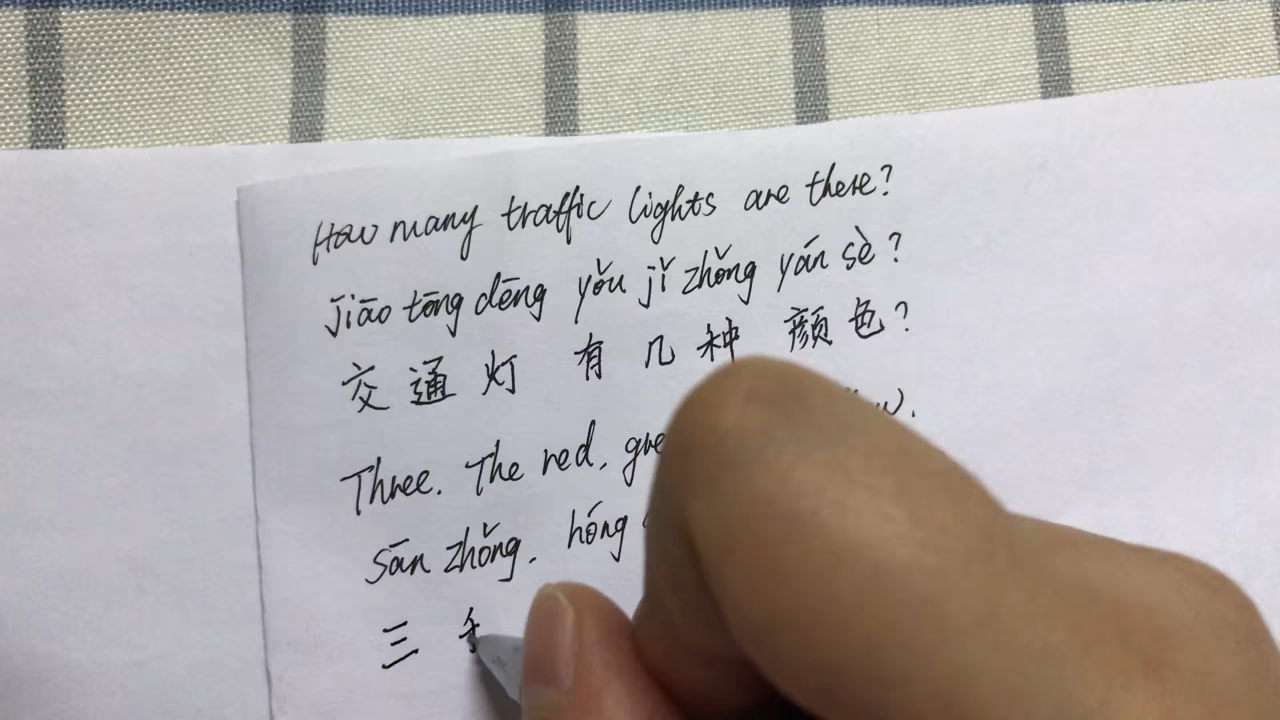 How many traffic lights are there?
jiāo tōng dēng yǒu jǐ zhǒng yán sè?
交通灯 有 几 种 颜色?
Three. The red,
sān zhǒng. hóng
三